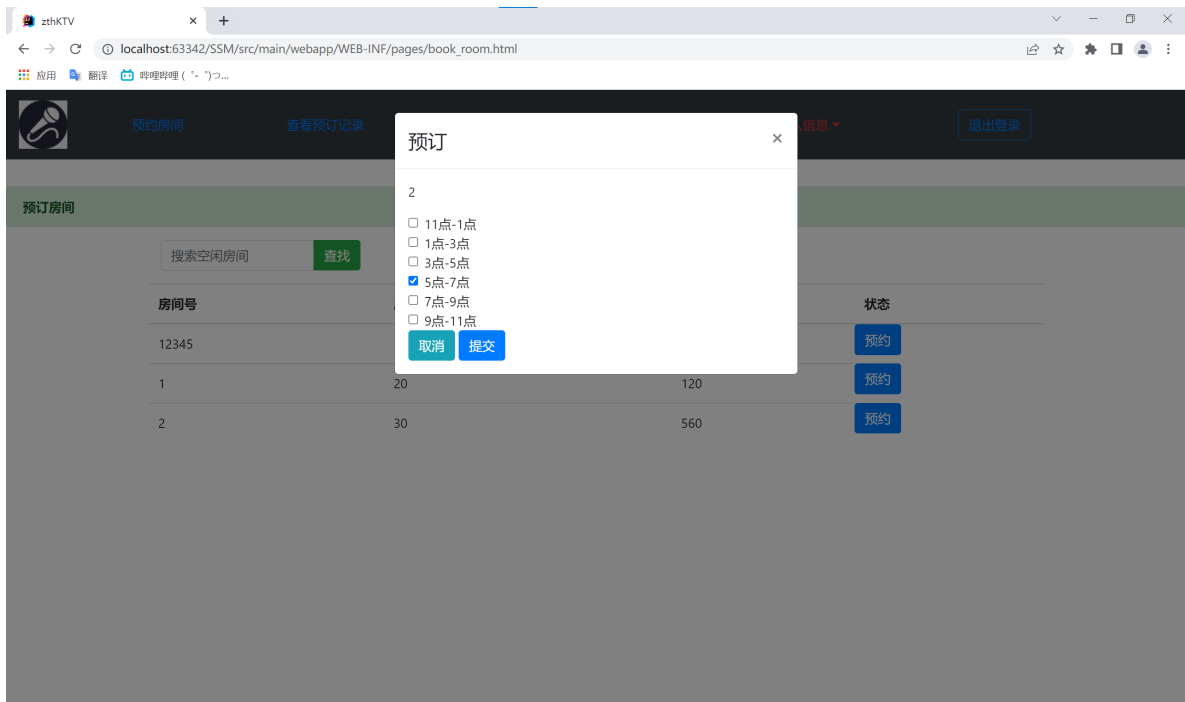 zthKTV
localhost:63342/SSM/src/main/webapp/WEB-INF/pages/book_room.html
应用 翻译 哔哩哔哩 ( ゜- ゜)つ...
预约房间 查看预订记录 信息 退出登录
预订 ×
预订房间
2
11点-1点
1点-3点
3点-5点
5点-7点
7点-9点
9点-11点
取消 提交
搜索空闲房间 查找
房间号 状态
12345 预约
1 20 120 预约
2 30 560 预约